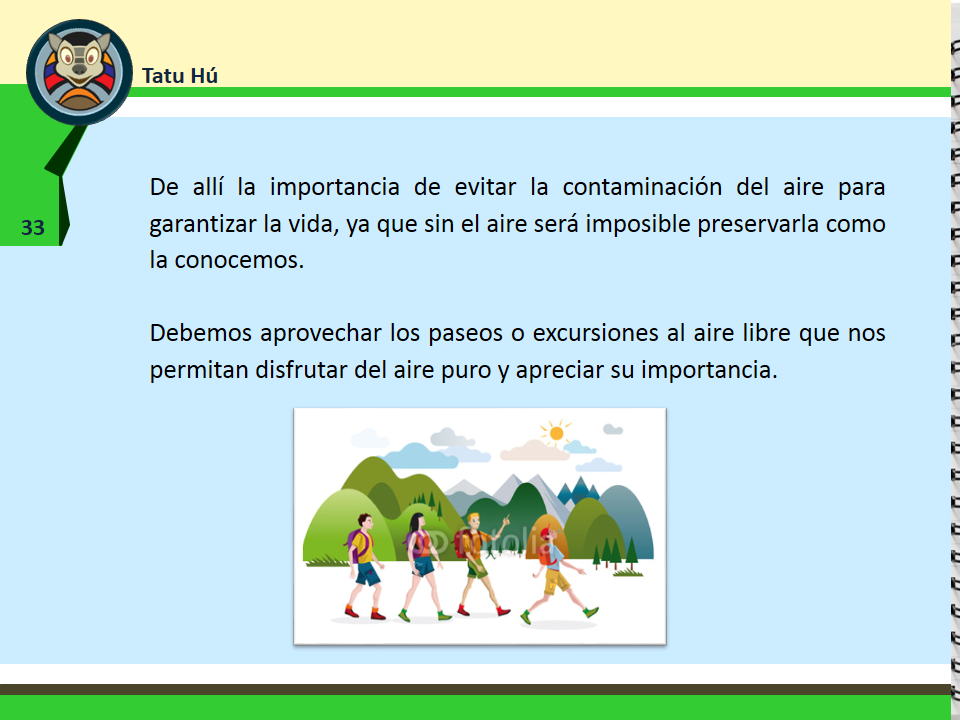 Tatu Hú
33
De allí la importancia de evitar la contaminación del aire para
garantizar la vida, ya que sin el aire será imposible preservarla como
la conocemos.
Debemos aprovechar los paseos o excursiones al aire libre que nos
permitan disfrutar del aire puro y apreciar su importancia.
fotolia